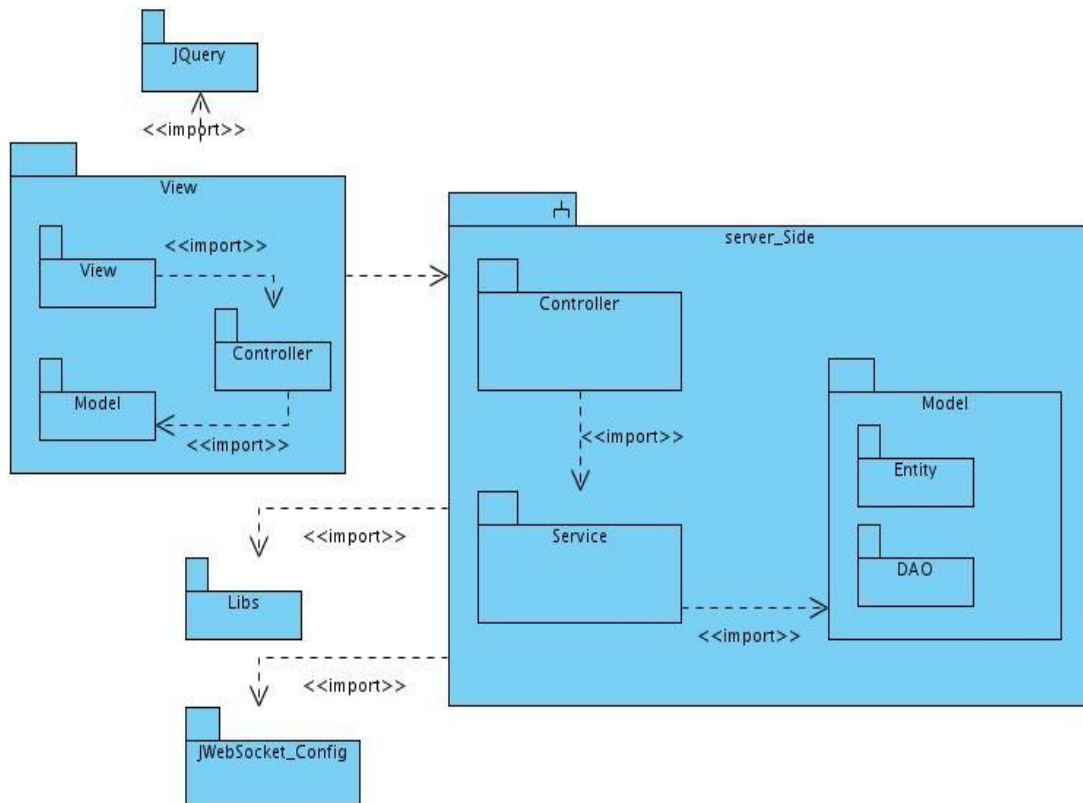 JQuery
<<import>>
View
<<import>>
View
Controller
Model
<<import>>
server_Side
Controller
<<import>>
Service
<<import>>
Model
Entity
DAO
<<import>>
Libs
<<import>>
JWebSocket_Config